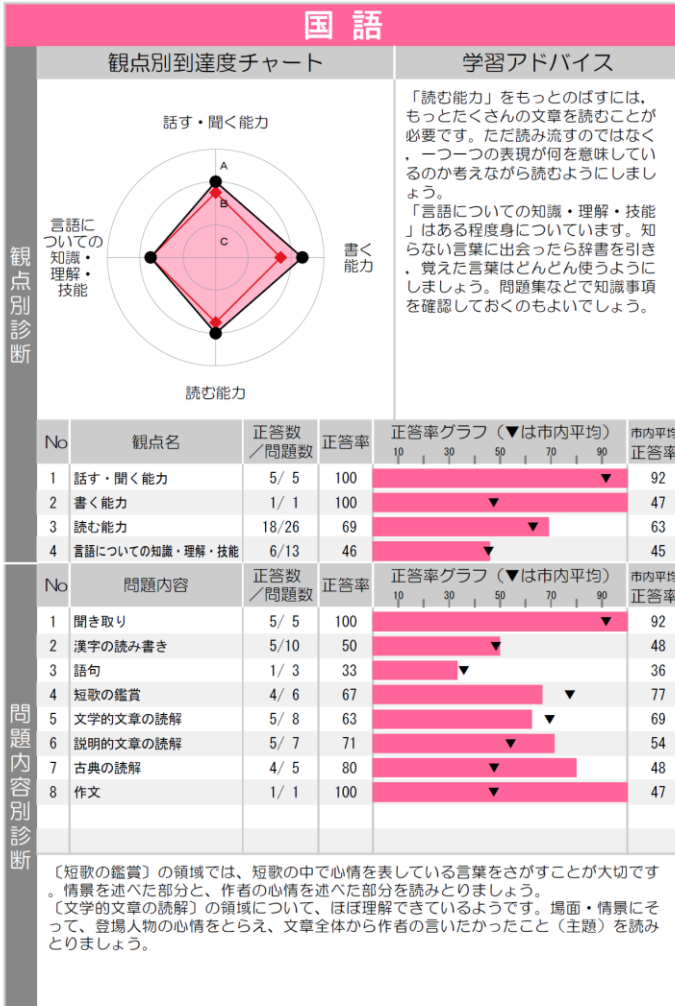 国 語
観点別到達度チャート
学習アドバイス
観点別診断
話す・聞く能力
A
B
C
言語に
ついての
知識・
理解・
技能
書く
能力
読む能力
「読む能力」をもっとのばすには,
もっとたくさんの文章を読むことが
必要です。ただ読み流すのではなく
,一つ一つの表現が何を意味してい
るのか考えながら読むようにしまし
ょう。
「言語についての知識・理解・技能
」はある程度身についています。知
らない言葉に出会ったら辞書を引き
,覚えた言葉はどんどん使うように
しましょう。問題集などで知識事項
を確認しておくのもよいでしょう。
No 観点名 正答数/問題数 正答率 正答率グラフ(▼は市内平均) 市内平均正答率
10 30 50 70 90
1 話す・聞く能力 5/ 5 100 92
2 書く能力 1/ 1 100 47
3 読む能力 18/26 69 63
4 言語についての知識・理解・技能 6/13 46 45
問題内容別診断
No 問題内容 正答数/問題数 正答率 正答率グラフ(▼は市内平均) 市内平均正答率
10 30 50 70 90
1 聞き取り 5/ 5 100 92
2 漢字の読み書き 5/10 50 48
3 語句 1/ 3 33 36
4 短歌の鑑賞 4/ 6 67 77
5 文学的文章の読解 5/ 8 63 69
6 説明的文章の読解 5/ 7 71 54
7 古典の読解 4/ 5 80 48
8 作文 1/ 1 100 47
〔短歌の鑑賞〕の領域では、短歌の中で心情を表している言葉をさがすことが大切です
。情景を述べた部分と、作者の心情を述べた部分を読みとりましょう。
〔文学的文章の読解〕の領域について、ほぼ理解できているようです。場面・情景にそ
って、登場人物の心情をとらえ、文章全体から作者の言いたかったこと(主題)を読み
とりましょう。